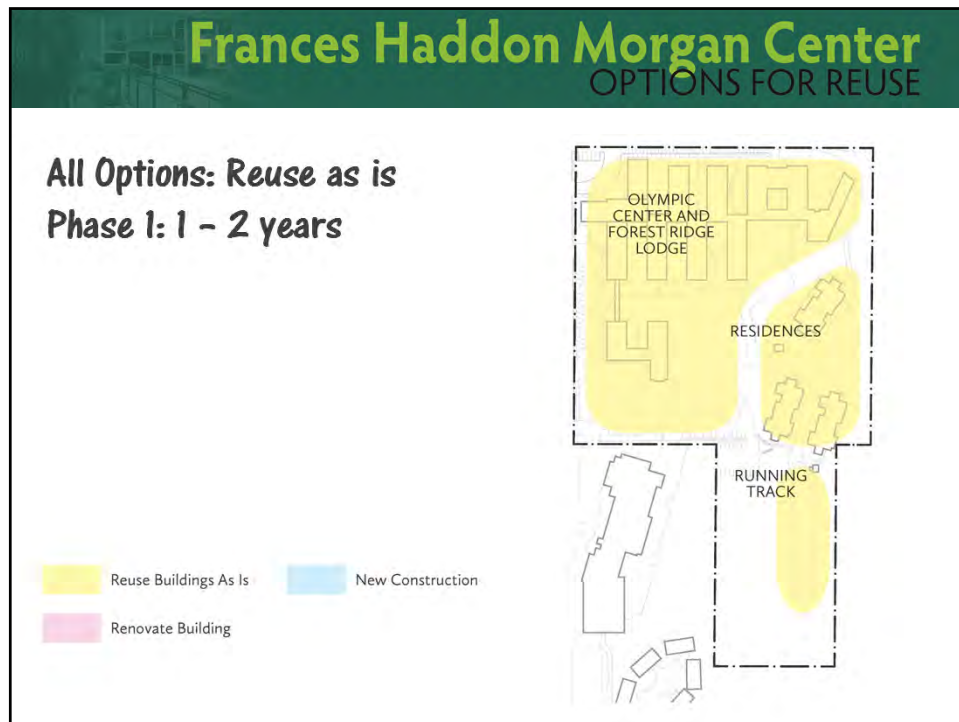 Frances Haddon Morgan Center
OPTIONS FOR REUSE
All Options: Reuse as is
Phase 1: 1 - 2 years
OLYMPIC
CENTER AND
FOREST RIDGE
LODGE
RESIDENCES
RUNNING
TRACK
Reuse Buildings As Is
New Construction
Renovate Building